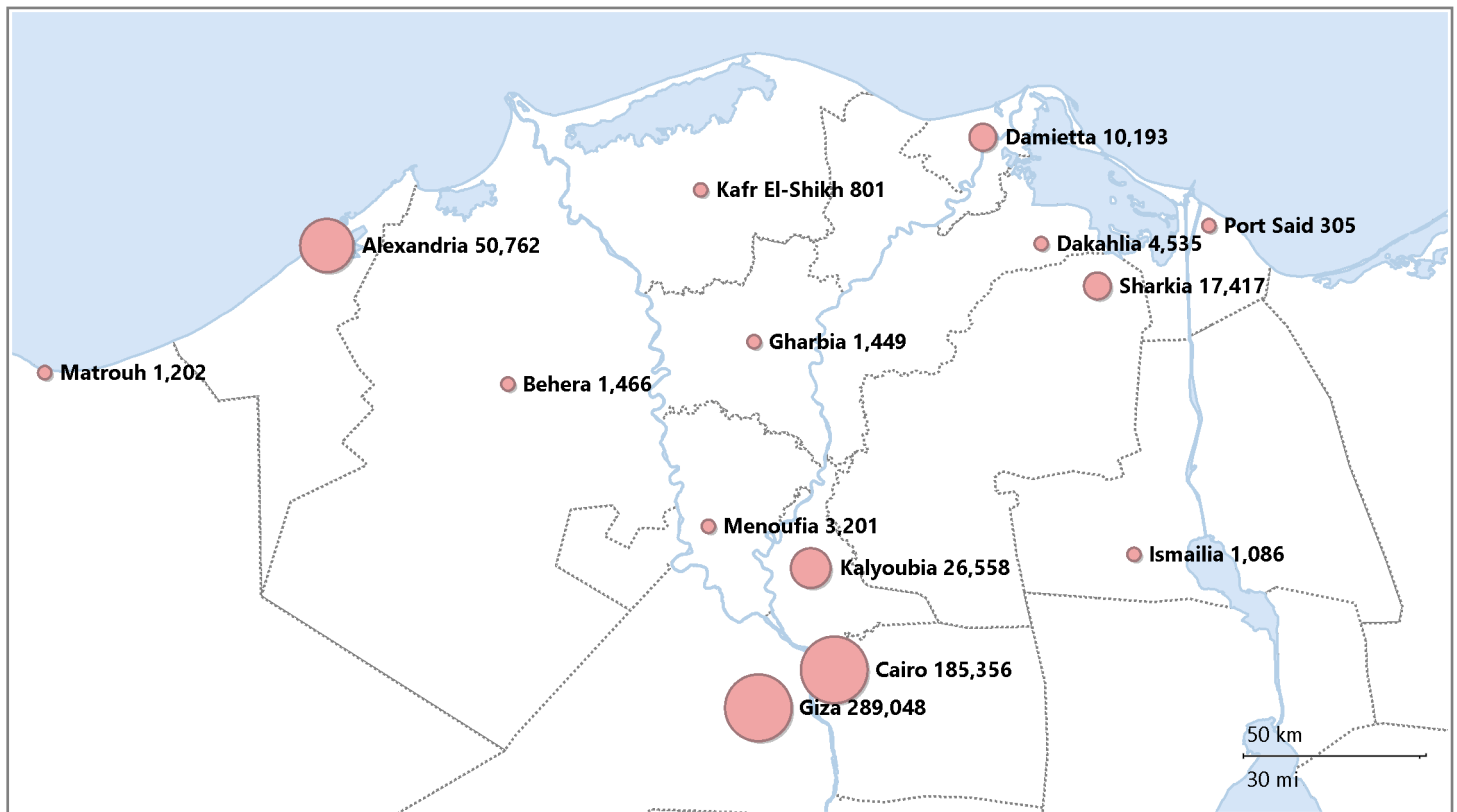 Damietta 10,193
Kafr El-Shikh 801
Port Said 305
Alexandria 50,762
Dakahlia 4,535
Sharkia 17,417
Gharbia 1,449
Matrouh 1,202
Behera 1,466
Menoufia 3,201
Ismailia 1,086
Kalyoubia 26,558
Cairo 185,356
Giza 289,048
50 km
30 mi